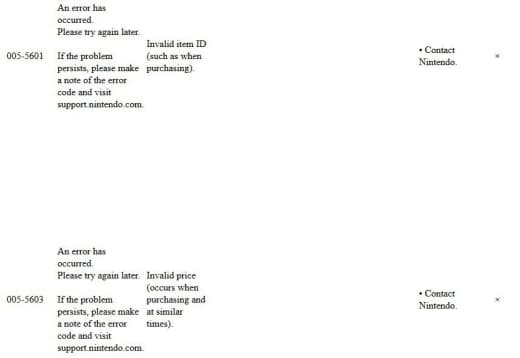 An error has
occurred.
Please try again later.
005-5601 If the problem
persists, please make
a note of the error
code and visit
support.nintendo.com.
Invalid item ID
(such as when
purchasing).
• Contact
Nintendo.
×
An error has
occurred.
Please try again later.
005-5603 If the problem
persists, please make
a note of the error
code and visit
support.nintendo.com.
Invalid price
(occurs when
purchasing and
at similar
times).
• Contact
Nintendo.
×